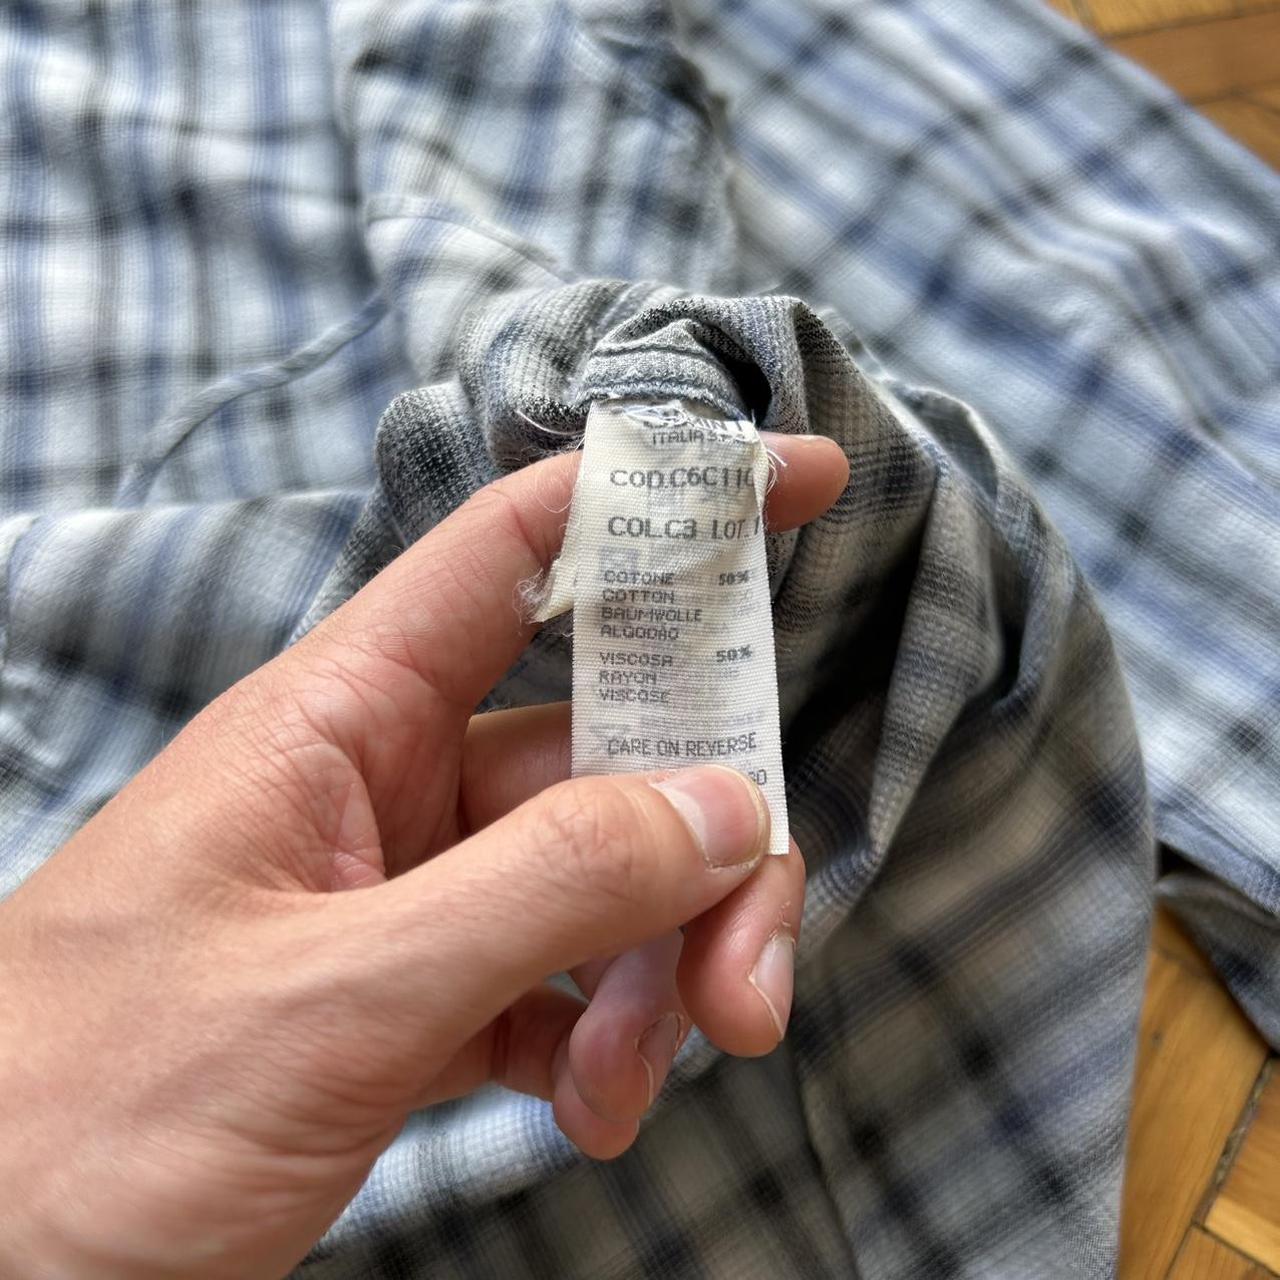 ITALIA S.P.A
COD.C6C11C
COL.C3 LOT.
COTONE 50%
COTTON
BAUMWOLLE
ALGODÃO
VISCOSA 50%
RAYON
VISCOSE
CARE ON REVERSE